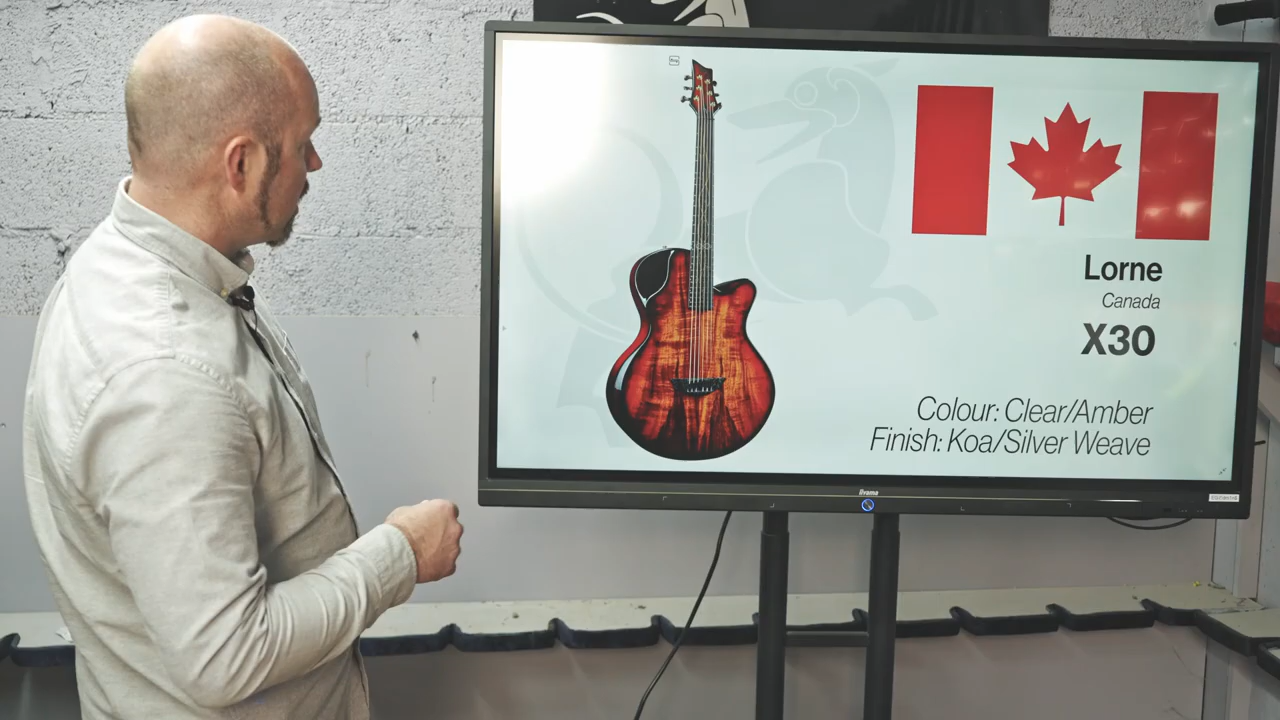 Lorne
Canada
X30
Colour: Clear/Amber
Finish: Koa/Silver Weave
iiyama